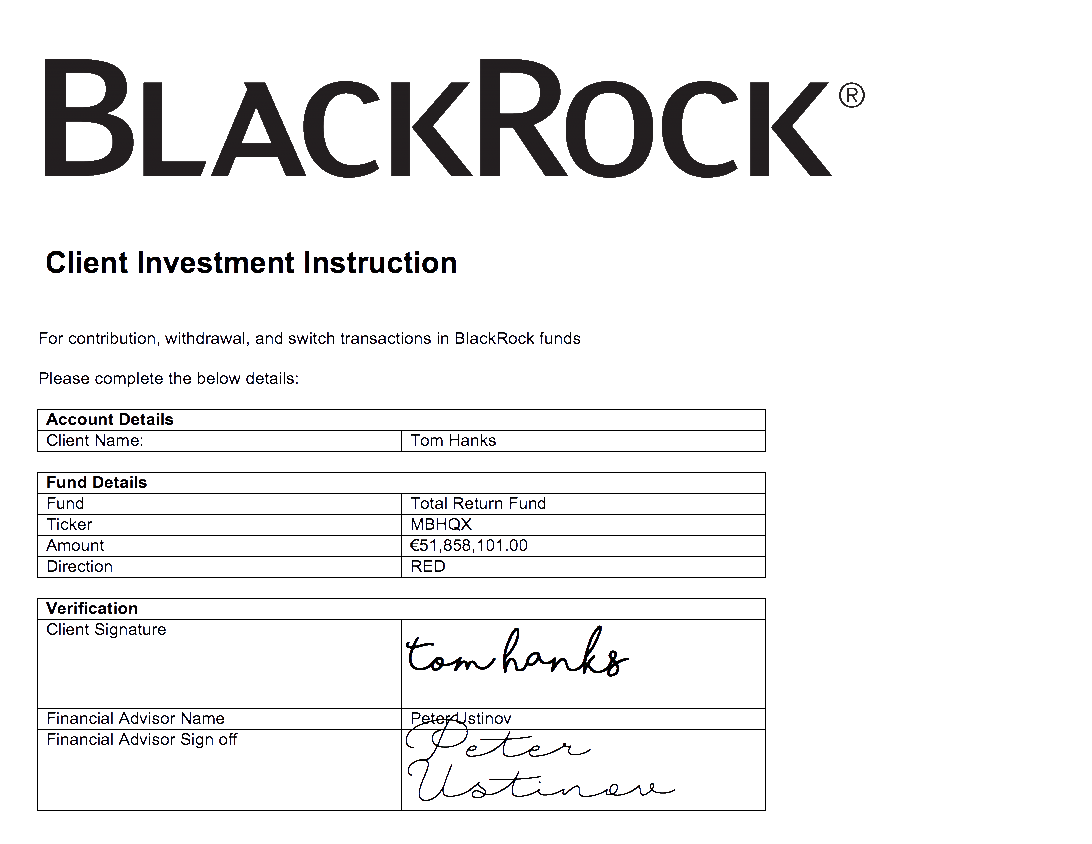 BLACKROCK®
Client Investment Instruction
For contribution, withdrawal, and switch transactions in BlackRock funds
Please complete the below details:
Account Details
Client Name: Tom Hanks
Fund Details
Fund Total Return Fund
Ticker MBHQX
Amount €51,858,101.00
Direction RED
Verification
Client Signature tom hanks
Financial Advisor Name Peter Ustinov
Financial Advisor Sign off Peter
Ustinov